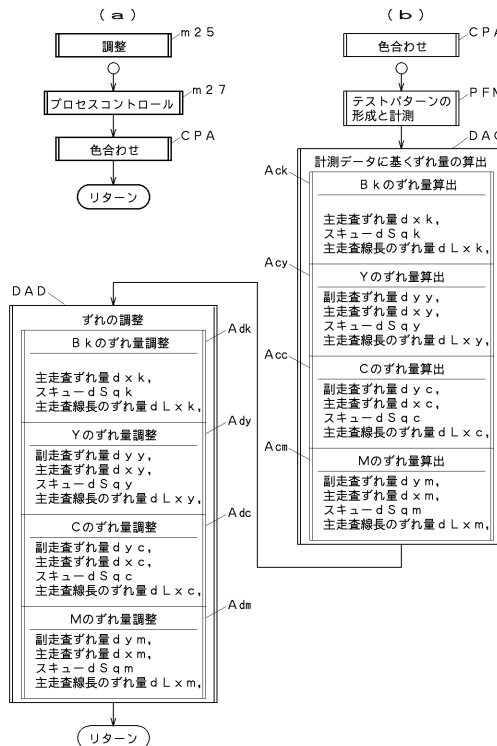 (a)
m25
調整
m27
プロセスコントロール
CPA
色合わせ
リターン
(b)
CPA
色合わせ
PFM
テストパターンの
形成と計測
DAC
計測データに基くずれ量の算出
Ack
Bkのずれ量算出
主走査ずれ量dxk,
スキューdSqk
主走査線長のずれ量dLxk,
Acy
Yのずれ量算出
副走査ずれ量dyy,
主走査ずれ量dxy,
スキューdSqy
主走査線長のずれ量dLxy,
Acc
Cのずれ量算出
副走査ずれ量dyc,
主走査ずれ量dxc,
スキューdSqc
主走査線長のずれ量dLxc,
Acm
Mのずれ量算出
副走査ずれ量dym,
主走査ずれ量dxm,
スキューdSqm
主走査線長のずれ量dLxm,
DAD
ずれの調整
Adk
Bkのずれ量調整
主走査ずれ量dxk,
スキューdSqk
主走査線長のずれ量dLxk,
Ady
Yのずれ量調整
副走査ずれ量dyy,
主走査ずれ量dxy,
スキューdSqy
主走査線長のずれ量dLxy,
Adc
Cのずれ量調整
副走査ずれ量dyc,
主走査ずれ量dxc,
スキューdSqc
主走査線長のずれ量dLxc,
Adm
Mのずれ量調整
副走査ずれ量dym,
主走査ずれ量dxm,
スキューdSqm
主走査線長のずれ量dLxm,
リターン